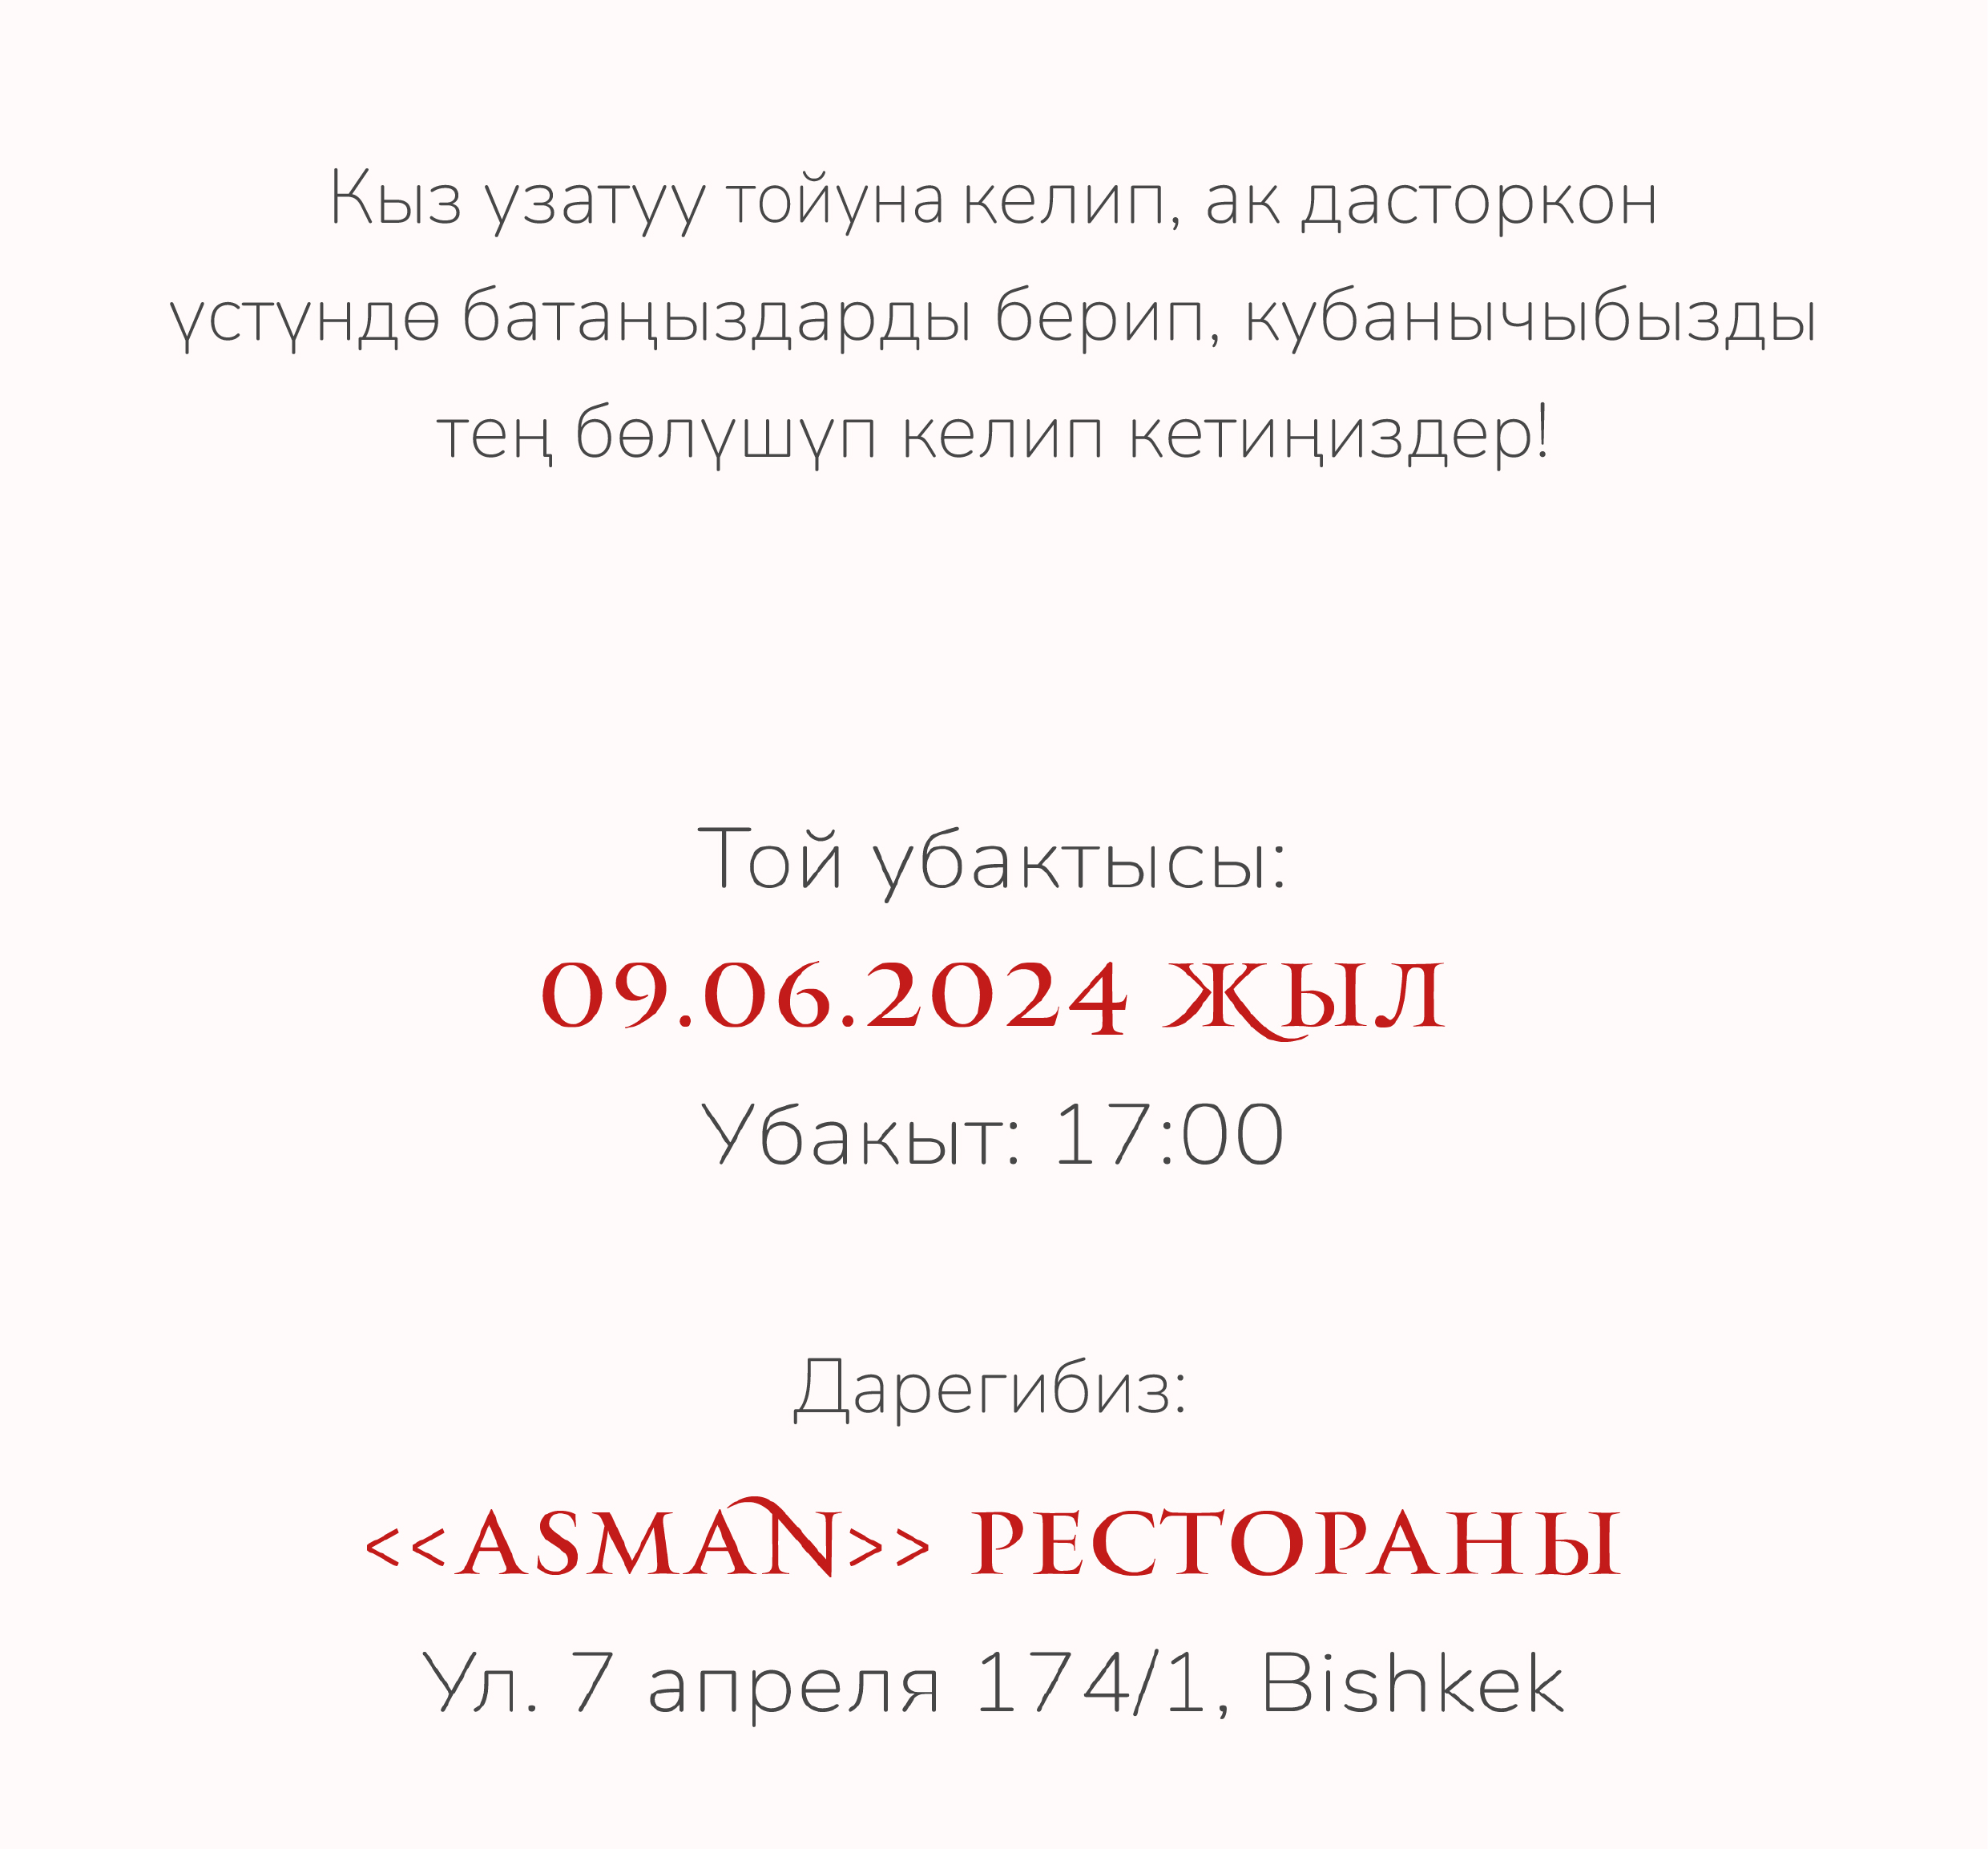 Кыз узатуу тойуна келип, ак дасторкон
үстүндө батаңыздарды берип, кубанычыбызды
тең бөлүшүп келип кетиңиздер!
Той убактысы:
09.06.2024 ЖЫЛ
Убакыт: 17:00
Дарегибиз:
<<ASMAN>> РЕСТОРАНЫ
Ул. 7 апреля 174/1, Bishkek